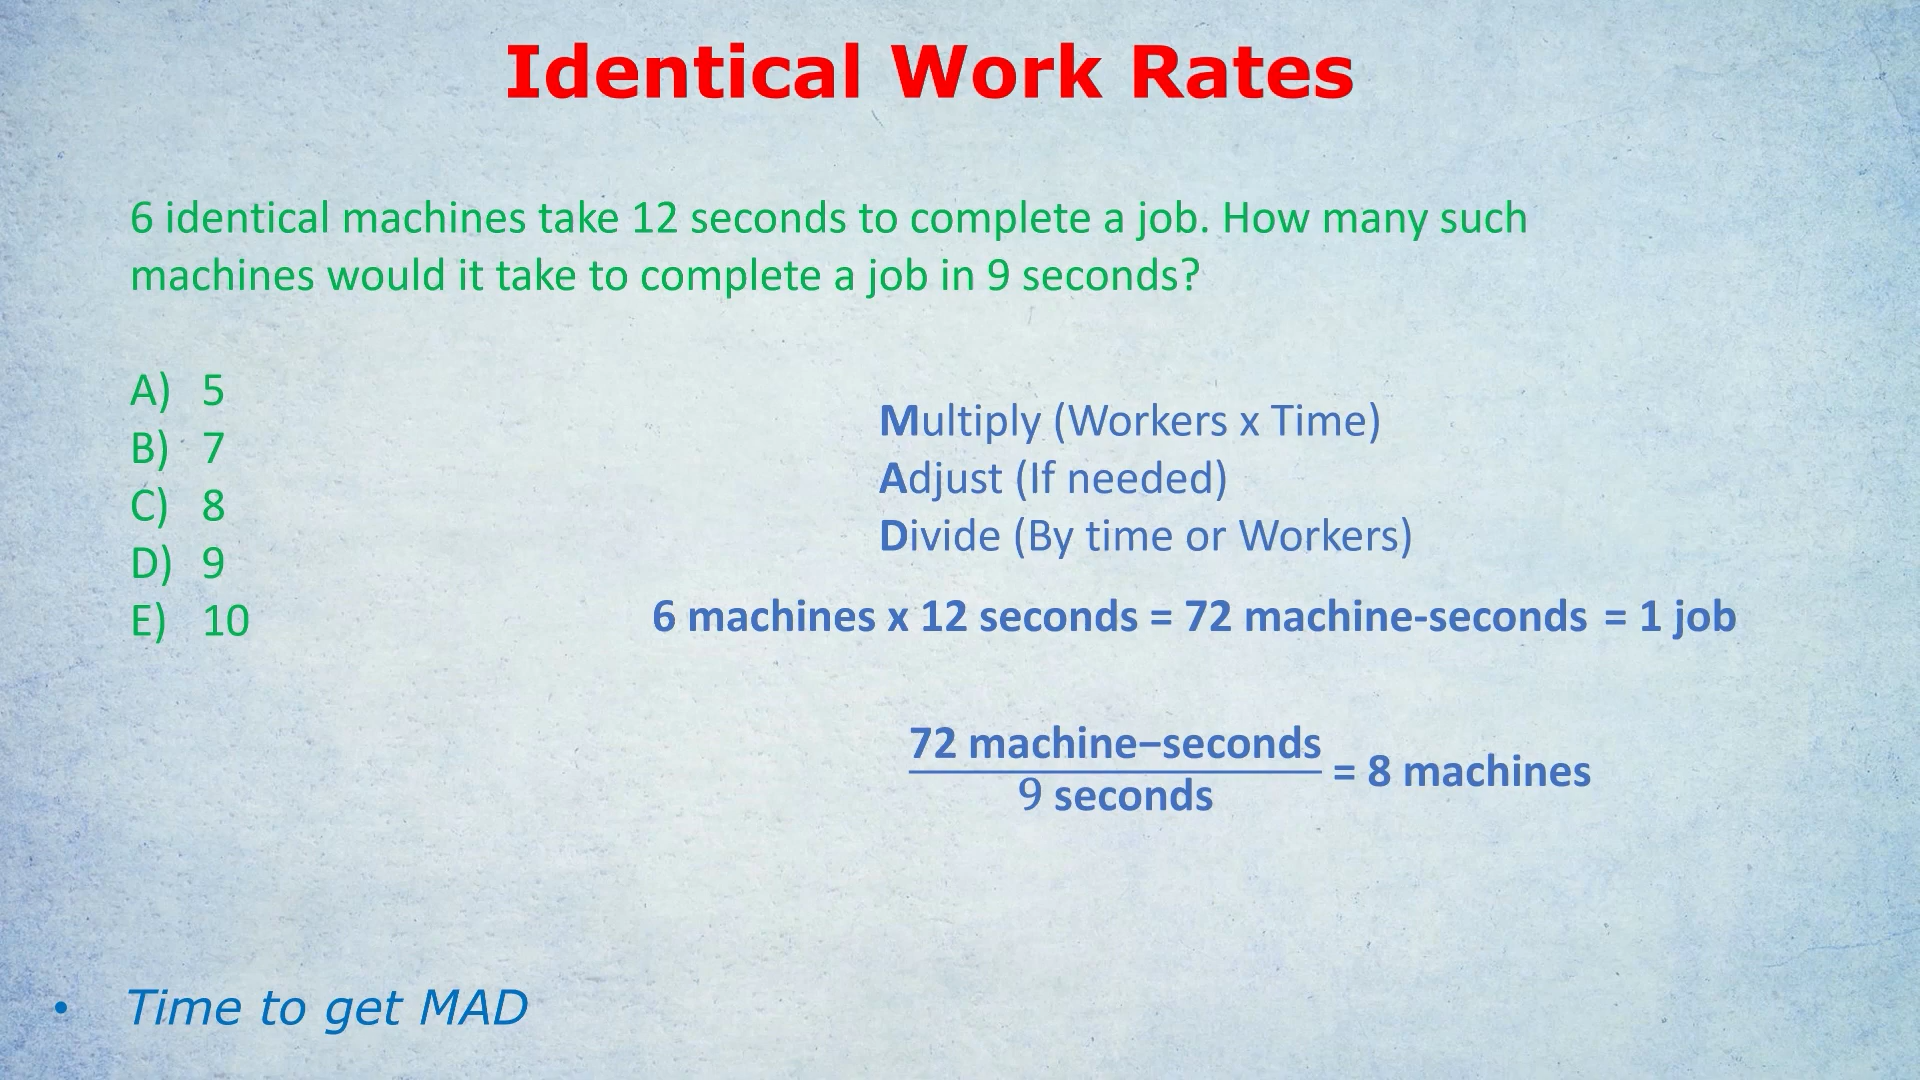 Identical Work Rates
6 identical machines take 12 seconds to complete a job. How many such
machines would it take to complete a job in 9 seconds?
A) 5
B) 7
C) 8
D) 9
E) 10
Multiply (Workers x Time)
Adjust (If needed)
Divide (By time or Workers)
6 machines x 12 seconds = 72 machine-seconds = 1 job
72 machine−seconds
9 seconds
= 8 machines
• Time to get MAD